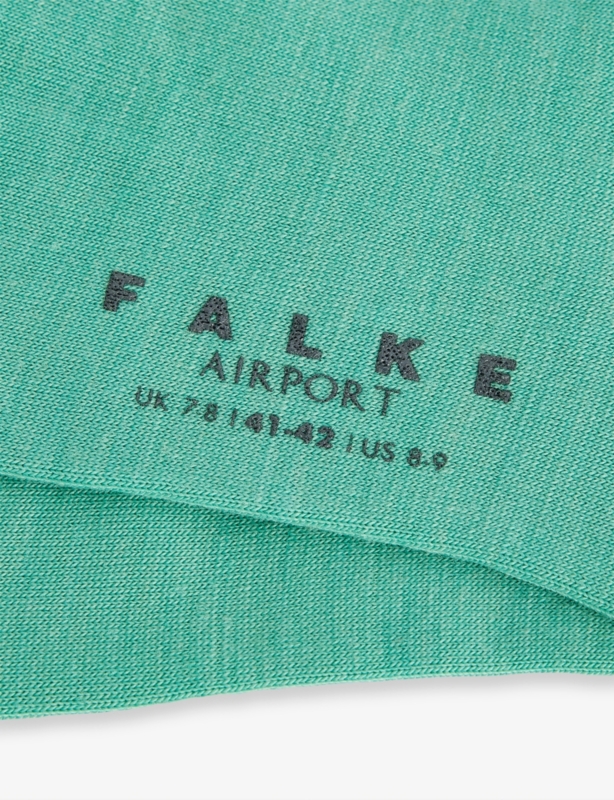 FALKE
AIRPORT
UK 7-8 | 41-42 | US 8-9